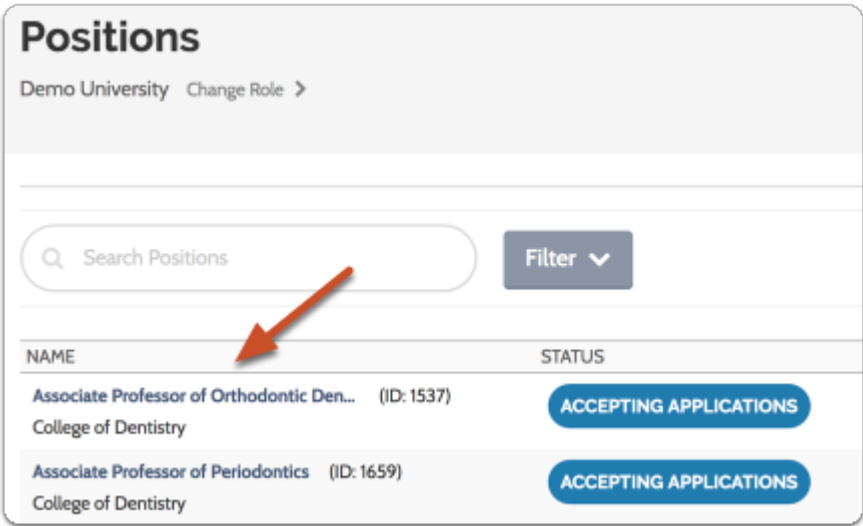 Positions
Demo University Change Role >
Search Positions
Filter
NAME STATUS
Associate Professor of Orthodontic Den... (ID: 1537) ACCEPTING APPLICATIONS
College of Dentistry
Associate Professor of Periodontics (ID: 1659) ACCEPTING APPLICATIONS
College of Dentistry